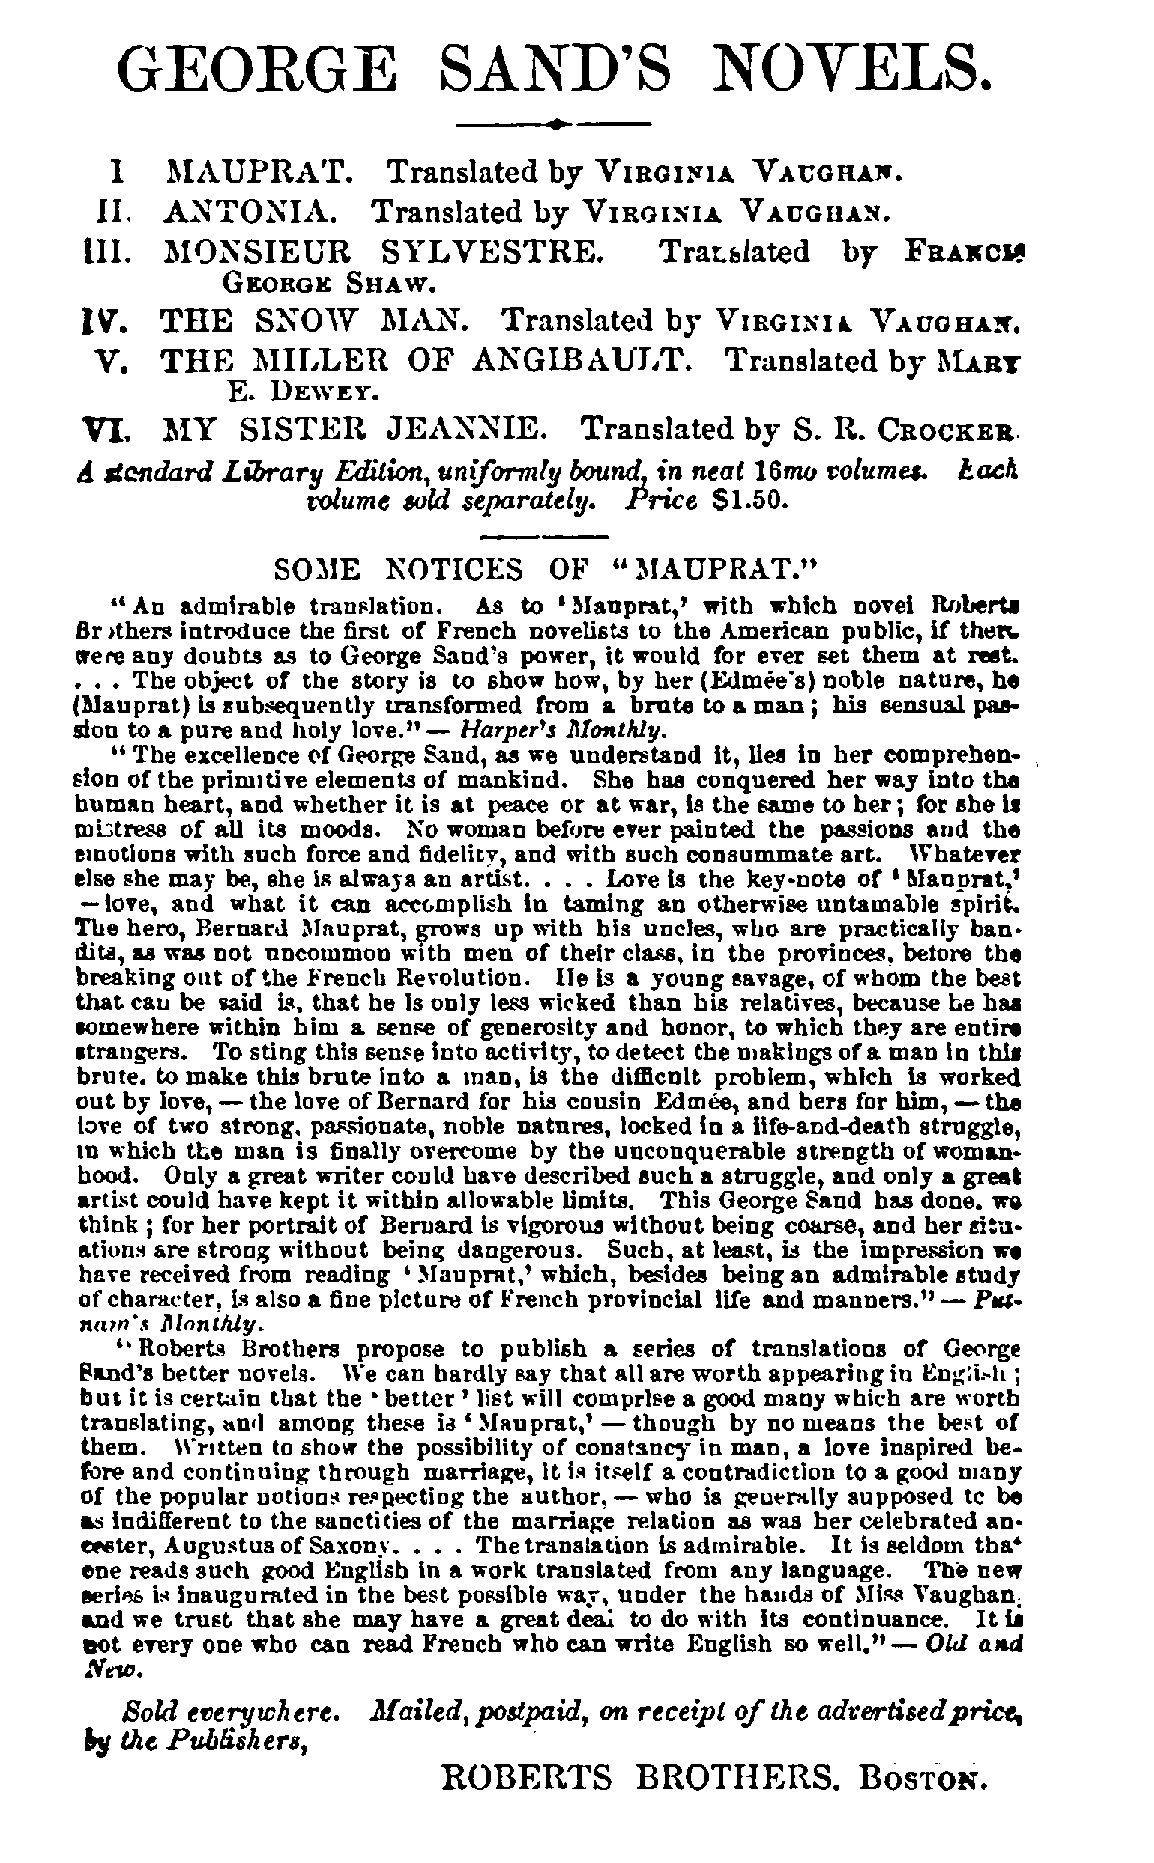 GEORGE SAND'S NOVELS.
I MAUPRAT. Translated by VIRGINIA VAUGHAN.
II. ANTONIA. Translated by VIRGINIA VAUGHAN.
III. MONSIEUR SYLVESTRE. Translated by FRANCIS
GEORGE SHAW.
IV. THE SNOW MAN. Translated by VIRGINIA VAUGHAN.
V. THE MILLER OF ANGIBAULT. Translated by MARY
E. DEWEY.
VI. MY SISTER JEANNIE. Translated by S. R. CROCKER.
A standard Library Edition, uniformly bound, in neat 16mo volumes. Each
volume sold separately. Price $1.50.
SOME NOTICES OF "MAUPRAT."
"An admirable translation. As to 'Mauprat,' with which novel Roberts
Brothers introduce the first of French novelists to the American public, if there
were any doubts as to George Sand's power, it would for ever set them at rest.
. . . The object of the story is to show how, by her (Edmée's) noble nature, he
(Mauprat) is subsequently transformed from a brute to a man; his sensual pas-
sion to a pure and holy love."—Harper's Monthly.
"The excellence of George Sand, as we understand it, lies in her comprehen-
sion of the primitive elements of mankind. She has conquered her way into the
human heart, and whether it is at peace or at war, is the same to her; for she is
mistress of all its moods. No woman before ever painted the passions and the
emotions with such force and fidelity, and with such consummate art. Whatever
else she may be, she is always an artist. . . . Love is the key-note of 'Mauprat,'
—love, and what it can accomplish in taming an otherwise untamable spirit.
The hero, Bernard Mauprat, grows up with his uncles, who are practically ban-
dits, as was not uncommon with men of their class, in the provinces, before the
breaking out of the French Revolution. He is a young savage, of whom the best
that can be said is, that he is only less wicked than his relatives, because he has
somewhere within him a sense of generosity and honor, to which they are entire
strangers. To sting this sense into activity, to detect the makings of a man in this
brute, to make this brute into a man, is the difficult problem, which is worked
out by love,—the love of Bernard for his cousin Edmée, and hers for him,—the
love of two strong, passionate, noble natures, locked in a life-and-death struggle,
in which the man is finally overcome by the unconquerable strength of woman-
hood. Only a great writer could have described such a struggle, and only a great
artist could have kept it within allowable limits. This George Sand has done, we
think; for her portrait of Bernard is vigorous without being coarse, and her situ-
ations are strong without being dangerous. Such, at least, is the impression we
have received from reading 'Mauprat,' which, besides being an admirable study
of character, is also a fine picture of French provincial life and manners."—Put-
nam's Monthly.
"Roberts Brothers propose to publish a series of translations of George
Sand's better novels. We can hardly say that all are worth appearing in English;
but it is certain that the 'better' list will comprise a good many which are worth
translating, and among these is 'Mauprat,'—though by no means the best of
them. Written to show the possibility of constancy in man, a love inspired be-
fore and continuing through marriage, it is itself a contradiction to a good many
of the popular notions respecting the author,—who is generally supposed to be
as indifferent to the sanctities of the marriage relation as was her celebrated an-
cester, Augustus of Saxony. . . . The translation is admirable. It is seldom that
one reads such good English in a work translated from any language. The new
series is inaugurated in the best possible way, under the hands of Miss Vaughan,
and we trust that she may have a great deal to do with its continuance. It is
not every one who can read French who can write English so well."—Old and
New.
Sold everywhere. Mailed, postpaid, on receipt of the advertised price,
by the Publishers,
ROBERTS BROTHERS, BOSTON.